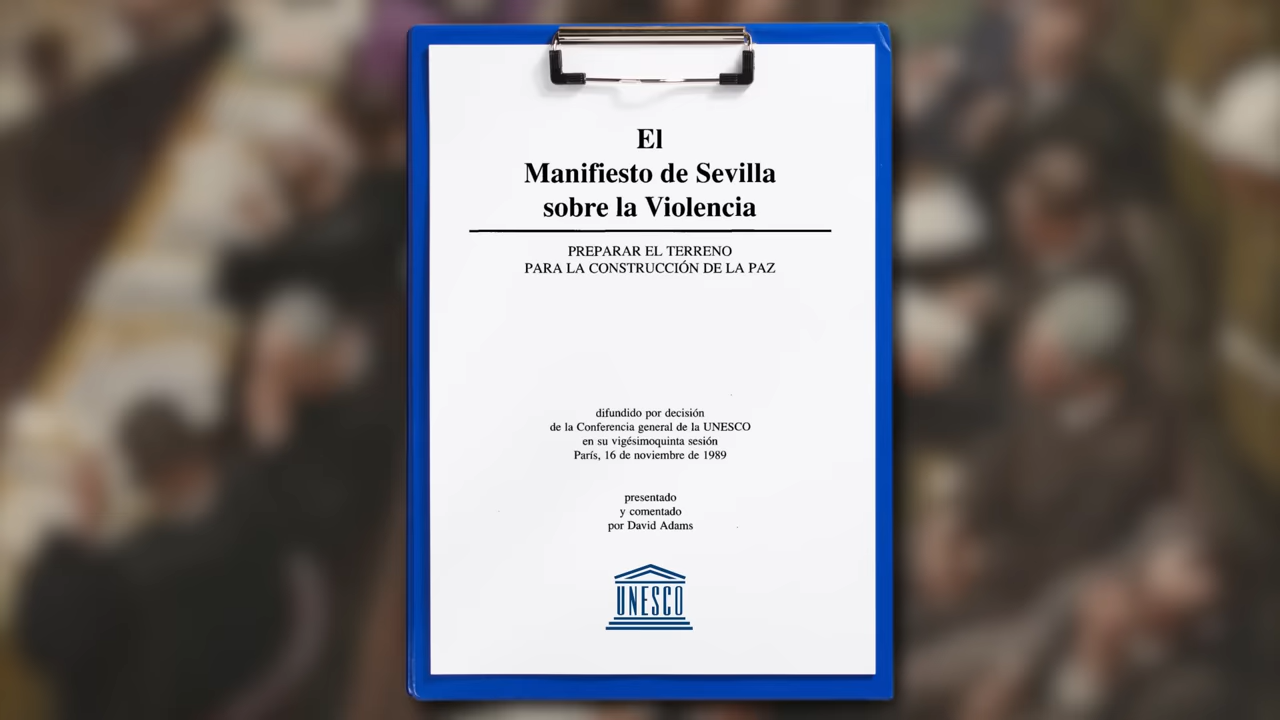 El
Manifiesto de Sevilla
sobre la Violencia
PREPARAR EL TERRENO
PARA LA CONSTRUCCIÓN DE LA PAZ
difundido por decisión
de la Conferencia general de la UNESCO
en su vigésimoquinta sesión
París, 16 de noviembre de 1989
presentado
y comentado
por David Adams
UNESCO